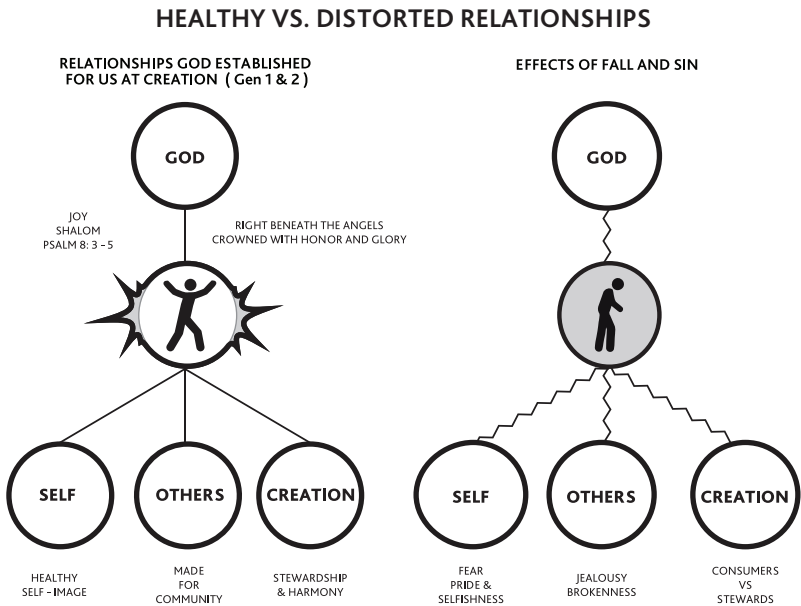 HEALTHY VS. DISTORTED RELATIONSHIPS
RELATIONSHIPS GOD ESTABLISHED
FOR US AT CREATION ( Gen 1 & 2 )
GOD
JOY
SHALOM
PSALM 8: 3 - 5
RIGHT BENEATH THE ANGELS
CROWNED WITH HONOR AND GLORY
SELF
OTHERS
CREATION
HEALTHY
SELF - IMAGE
MADE
FOR
COMMUNITY
STEWARDSHIP
& HARMONY
EFFECTS OF FALL AND SIN
GOD
SELF
OTHERS
CREATION
FEAR
PRIDE &
SELFISHNESS
JEALOUSY
BROKENNESS
CONSUMERS
VS
STEWARDS